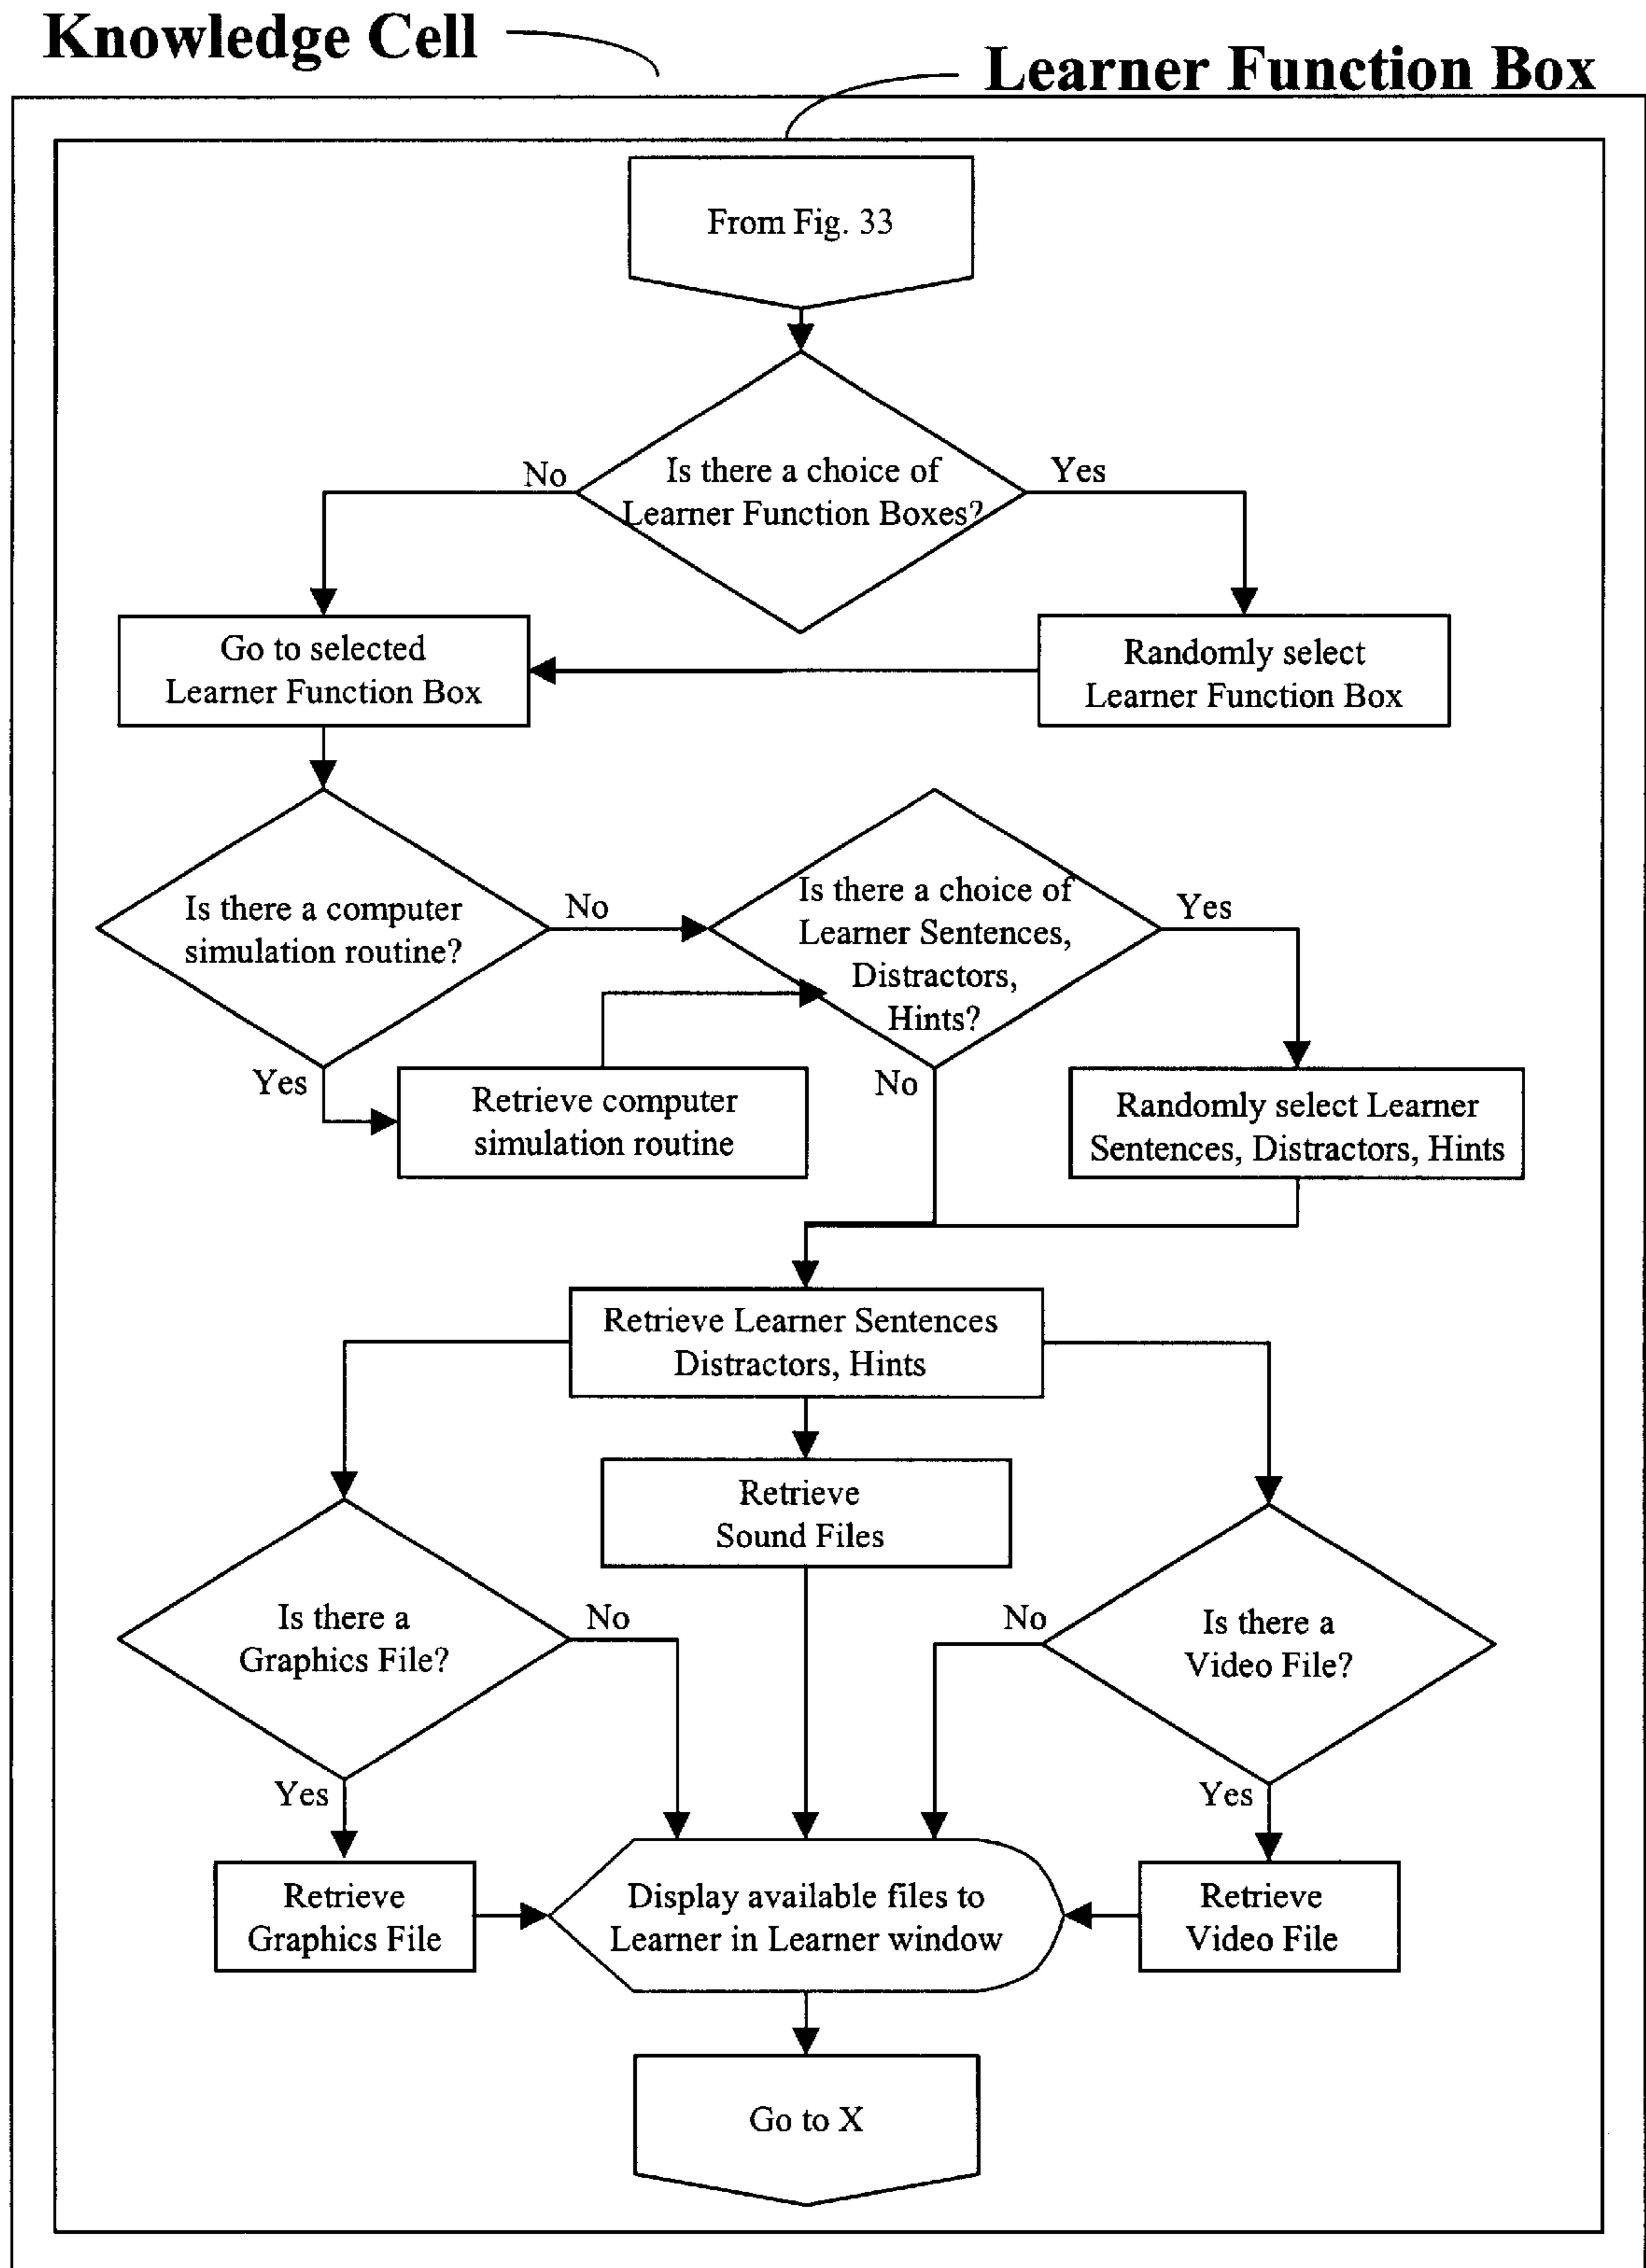 Knowledge Cell
Learner Function Box
From Fig. 33
No
Is there a choice of
Learner Function Boxes?
Yes
Go to selected
Learner Function Box
Randomly select
Learner Function Box
Is there a computer
simulation routine?
No
Is there a choice of
Learner Sentences,
Distractors,
Hints?
Yes
Yes
Retrieve computer
simulation routine
No
Randomly select Learner
Sentences, Distractors, Hints
Retrieve Learner Sentences
Distractors, Hints
Retrieve
Sound Files
Is there a
Graphics File?
No
No
Is there a
Video File?
Yes
Yes
Retrieve
Graphics File
Display available files to
Learner in Learner window
Retrieve
Video File
Go to X